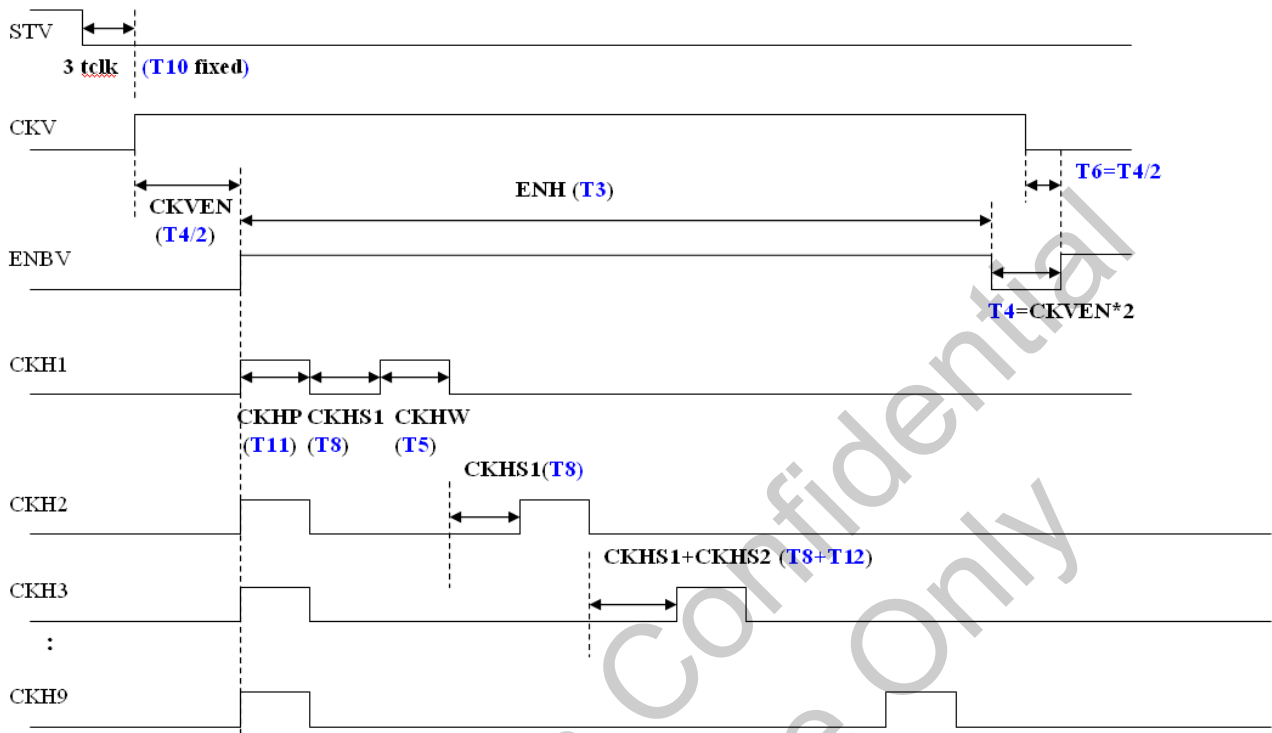 STV
3 tclk (T10 fixed)
CKV
T6=T4/2
ENH (T3)
CKVEN
(T4/2)
ENBV
T4=CKVEN*2
CKH1
CKHP CKHS1 CKHW
(T11) (T8) (T5)
CKHS1(T8)
CKH2
CKHS1+CKHS2 (T8+T12)
CKH3
:
CKH9
Confidential
Only